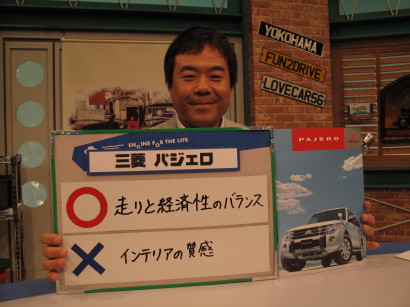 YOKOHAMA
FUN2DRIVE
LOVECARS6
ENGINE FOR THE LIFE
三菱 パジェロ
走りと経済性のバランス
インテリアの質感
PAJERO